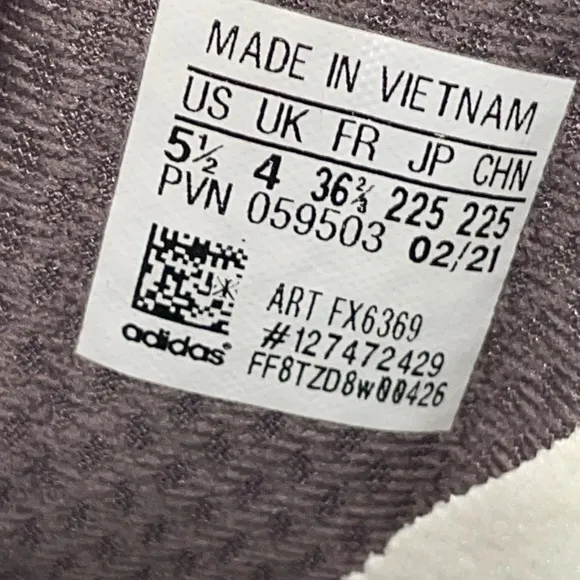 MADE IN VIETNAM
US UK FR JP CHN
5½ 4 36⅔ 225 225
PVN 059503 02/21
ART FX6369
#127472429
FF8TZD8w00426
adidas®